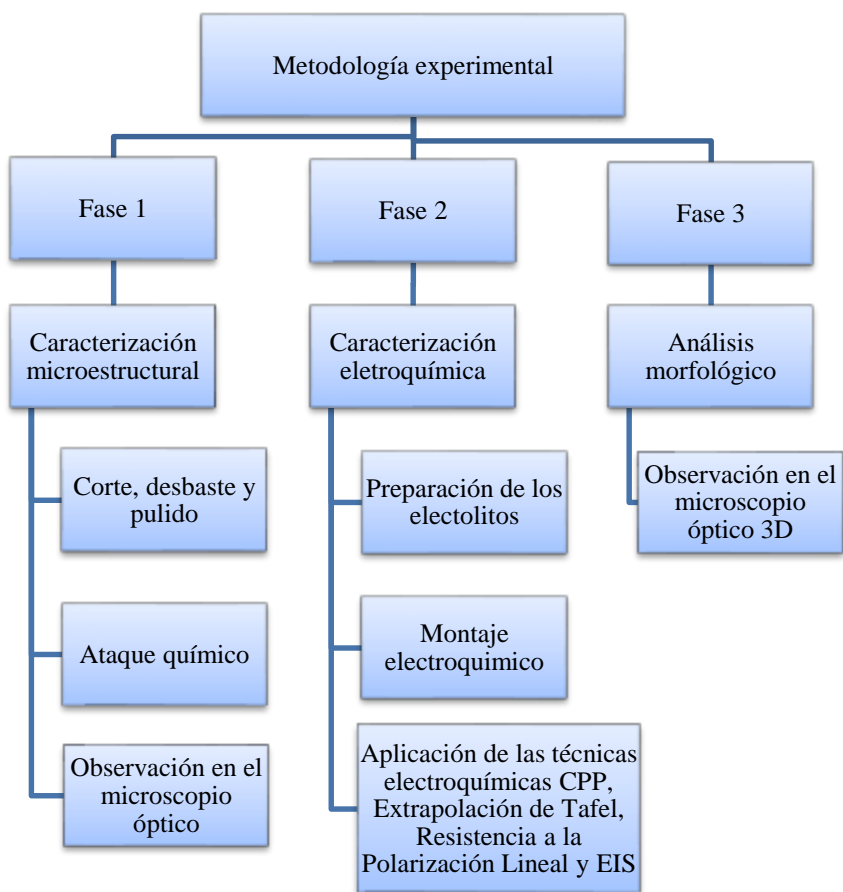 Metodología experimental
Fase 1
Fase 2
Fase 3
Caracterización
microestructural
Caracterización
eletroquímica
Análisis
morfológico
Corte, desbaste y
pulido
Preparación de los
electolitos
Observación en el
microscopio
óptico 3D
Ataque químico
Montaje
electroquimico
Observación en el
microscopio
óptico
Aplicación de las técnicas
electroquímicas CPP,
Extrapolación de Tafel,
Resistencia a la
Polarización Lineal y EIS